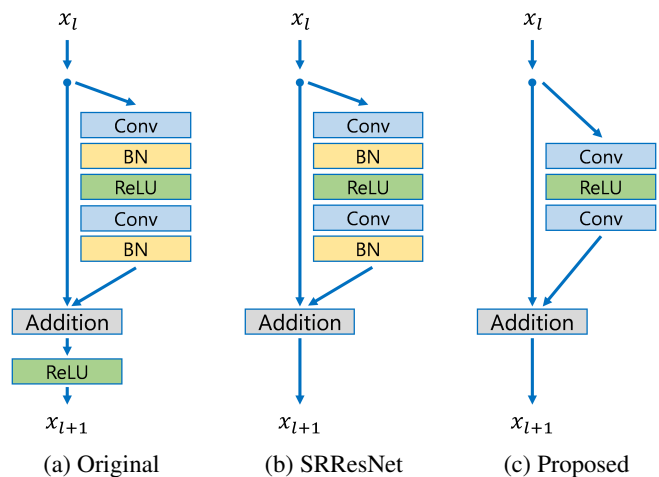 x_l
Conv
BN
ReLU
Conv
BN
Addition
ReLU
x_{l+1}
(a) Original
x_l
Conv
BN
ReLU
Conv
BN
Addition
x_{l+1}
(b) SRResNet
x_l
Conv
ReLU
Conv
Addition
x_{l+1}
(c) Proposed